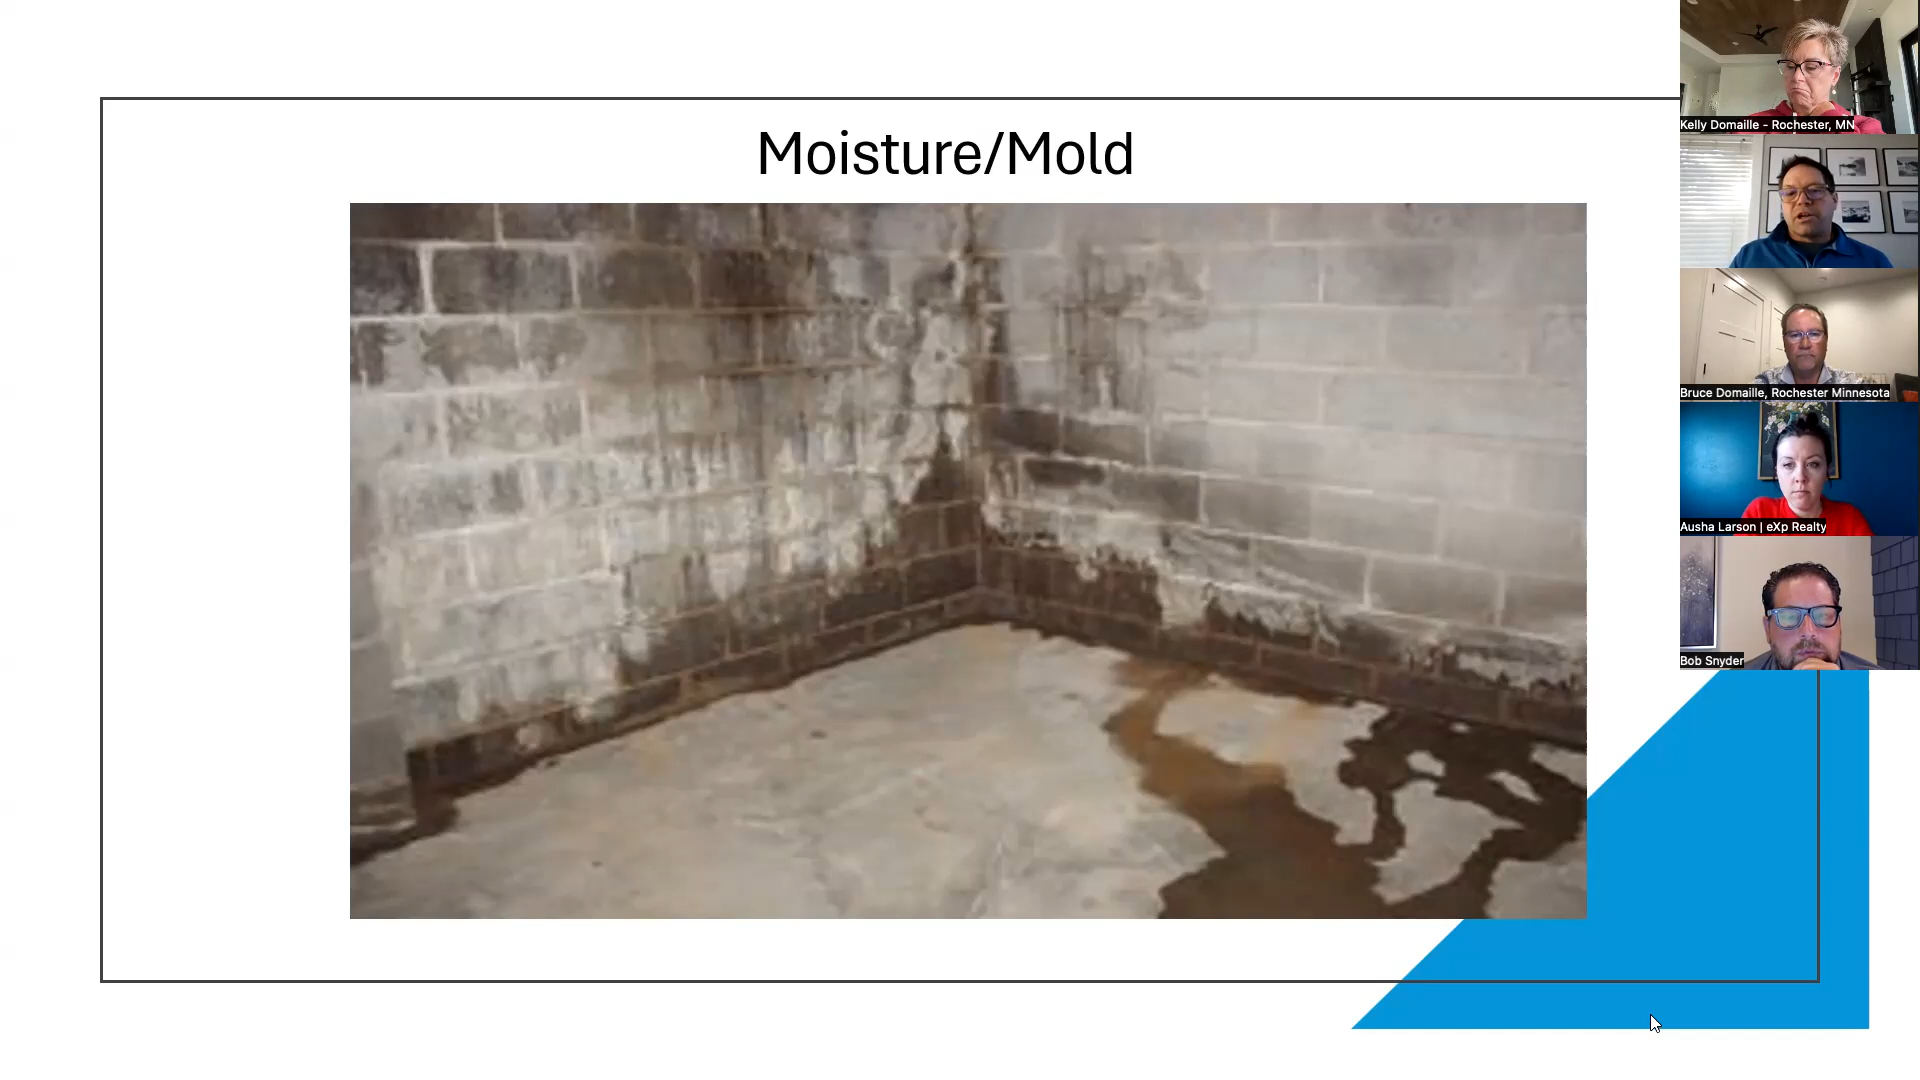 Moisture/Mold
Kelly Domaille - Rochester, MN
Bruce Domaille, Rochester Minnesota
Ausha Larson | eXp Realty
Bob Snyder